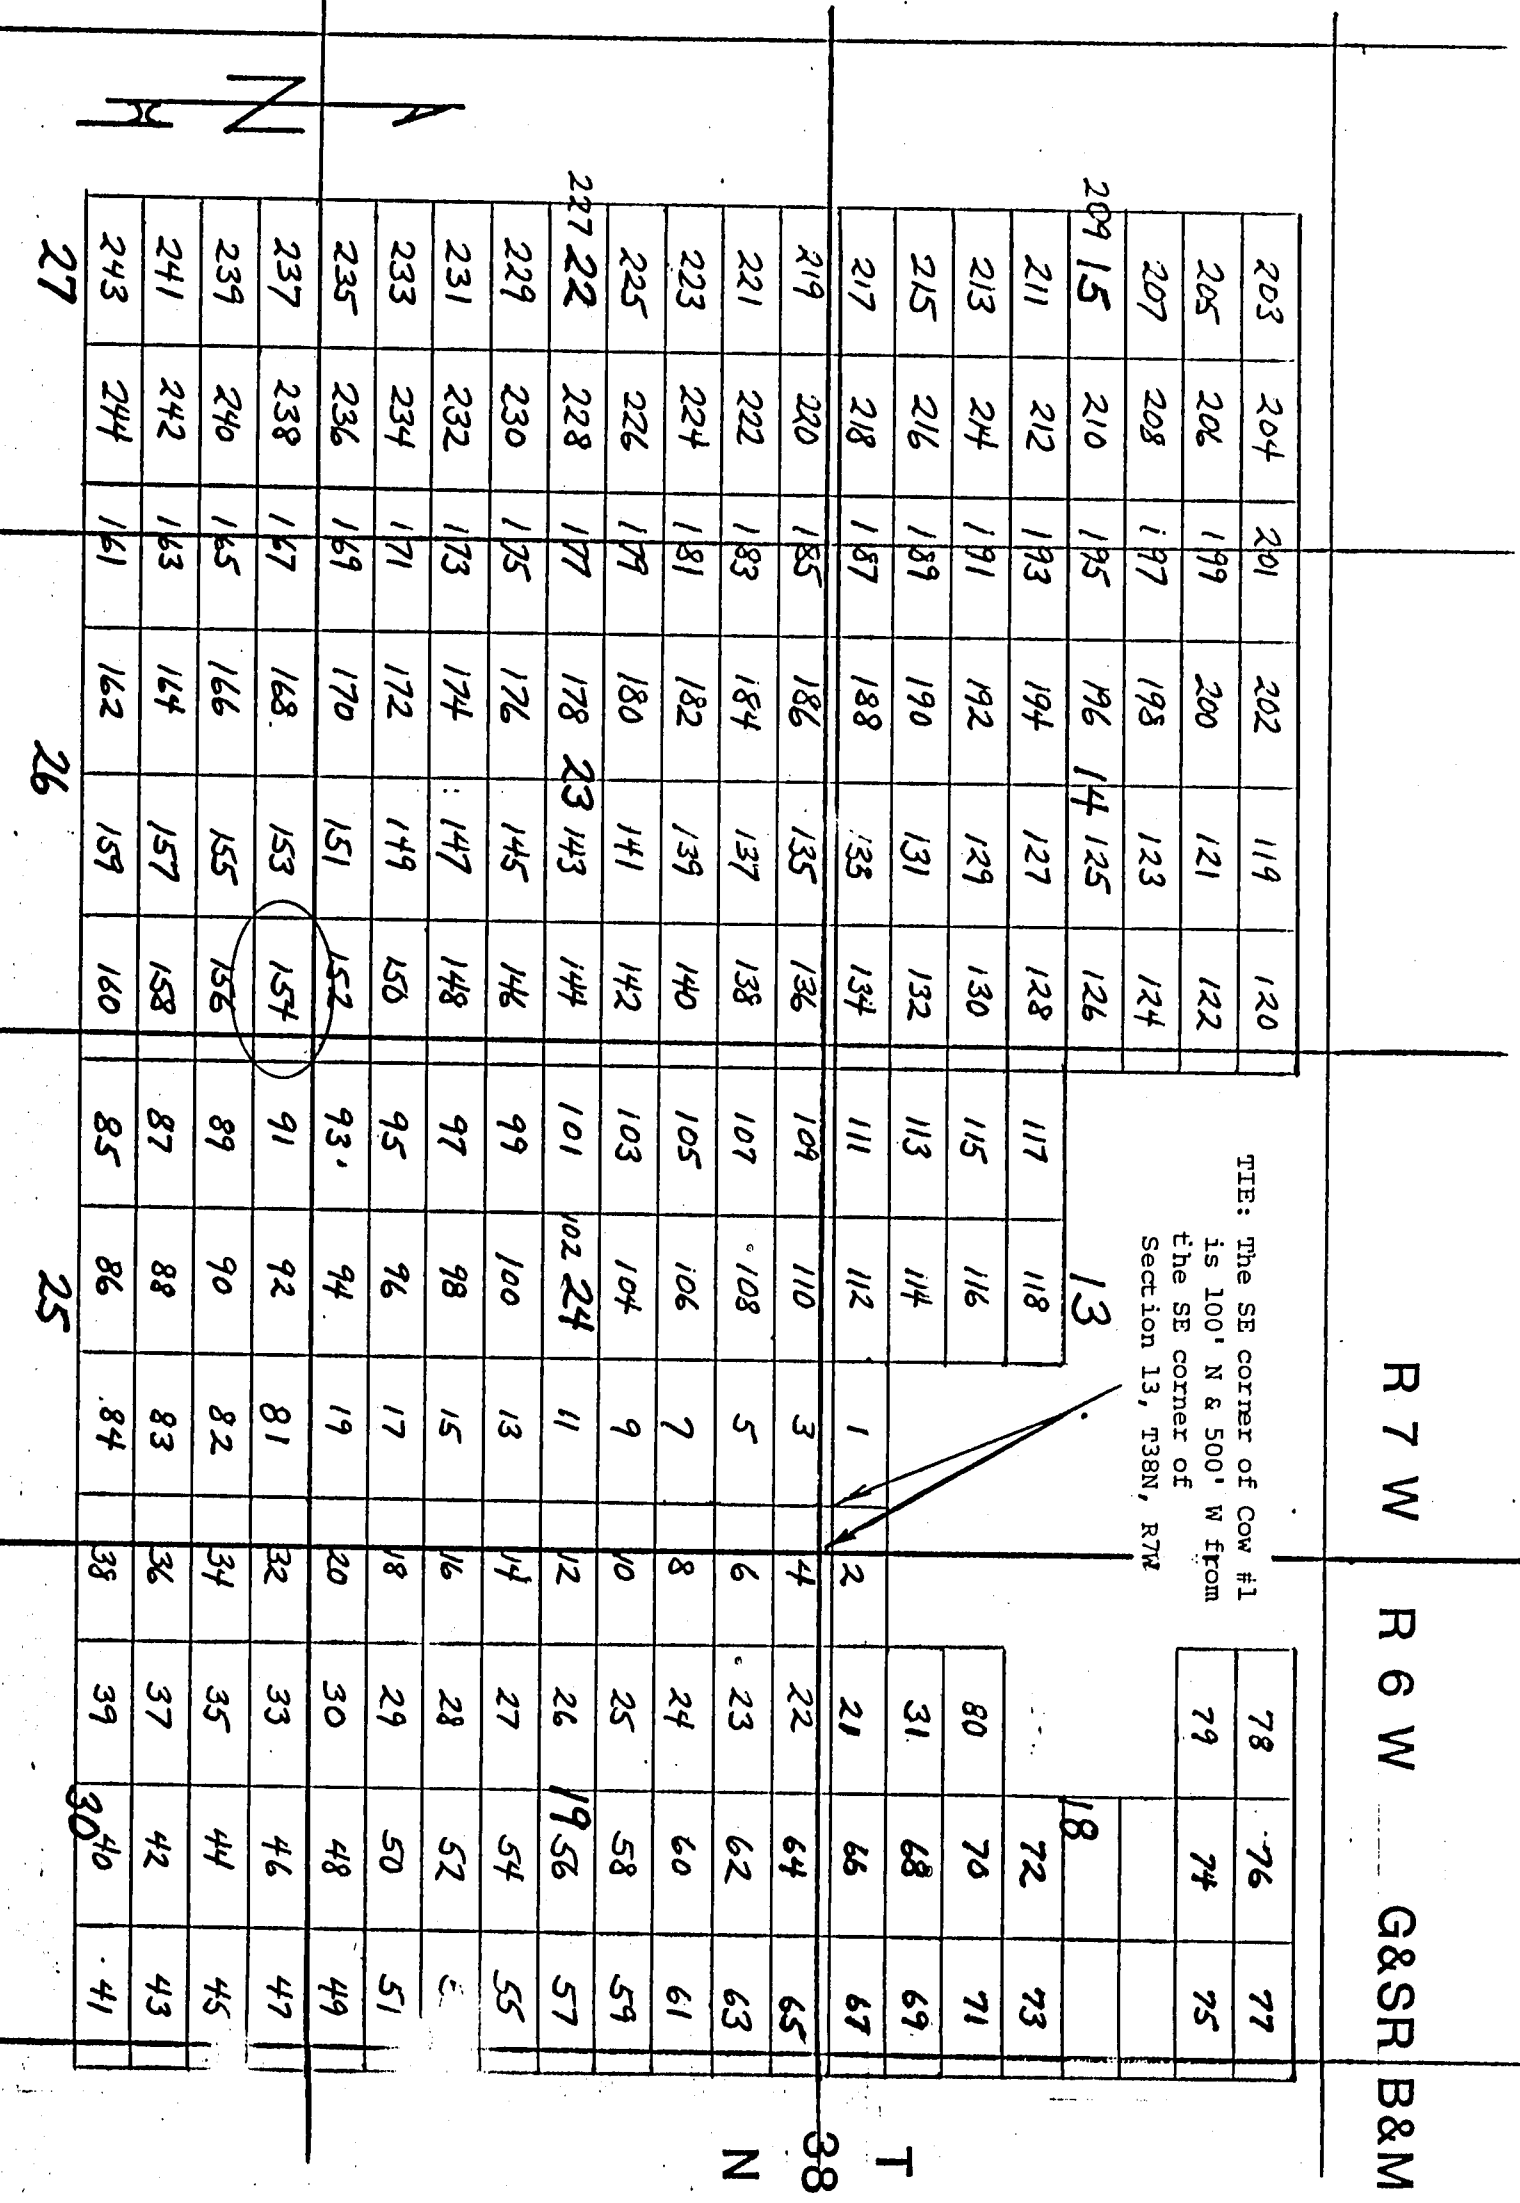 R 7 W R 6 W G&SR B&M
TIE: The SE corner of Cow #1
is 100' N & 500' W from
the SE corner of
Section 13, T38N, R7W
203 204 201 202 119 120 78 76 77
205 206 199 200 121 122 79 74 75
207 208 197 198 123 124
209 15 210 195 196 14 125 126 13 18
211 212 193 194 127 128 117 118 72 73
213 214 191 192 129 130 115 116 80 70 71
215 216 189 190 131 132 113 114 31 68 69
217 218 187 188 133 134 111 112 1 2 21 66 67
219 220 185 186 135 136 109 110 3 4 22 64 65
221 222 183 184 137 138 107 108 5 6 23 62 63
223 224 181 182 139 140 105 106 7 8 24 60 61
225 226 179 180 141 142 103 104 9 10 25 58 59
227 22 228 177 178 23 143 144 101 102 24 11 12 26 19 56 57
229 230 175 176 145 146 99 100 13 14 27 54 55
231 232 173 174 147 148 97 98 15 16 28 52
233 234 171 172 149 150 95 96 17 18 29 50 51
235 236 169 170 151 152 93 94 19 20 30 48 49
237 238 167 168 153 154 91 92 81 32 33 46 47
239 240 165 166 155 156 89 90 82 34 35 44 45
241 242 163 164 157 158 87 88 83 36 37 42 43
243 244 161 162 159 160 85 86 84 38 39 30 40 41
27 26 25
T
38
N
N